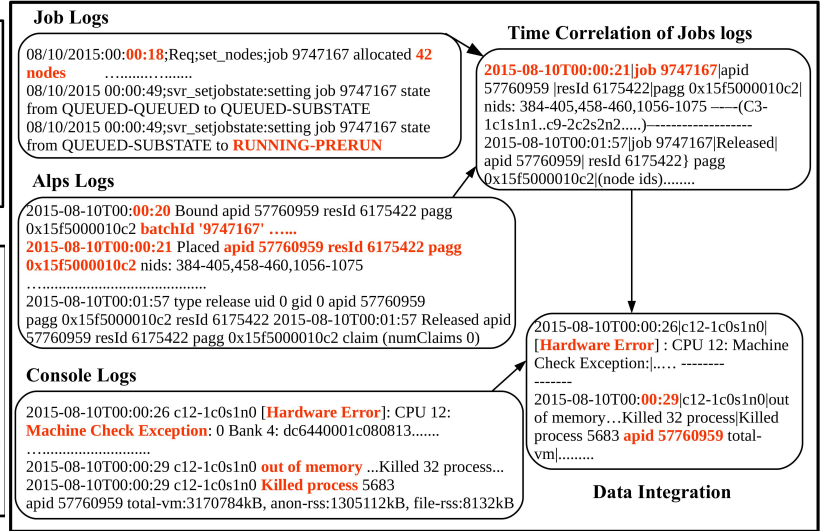 Job Logs
08/10/2015:00:00:18;Req;set_nodes;job 9747167 allocated 42
nodes ….......…........
08/10/2015 00:00:49;svr_setjobstate:setting job 9747167 state
from QUEUED-QUEUED to QUEUED-SUBSTATE
08/10/2015 00:00:49;svr_setjobstate:setting job 9747167 state
from QUEUED-SUBSTATE to RUNNING-PRERUN
Alps Logs
2015-08-10T00:00:20 Bound apid 57760959 resId 6175422 pagg
0x15f5000010c2 batchId '9747167' …...
2015-08-10T00:00:21 Placed apid 57760959 resId 6175422 pagg
0x15f5000010c2 nids: 384-405,458-460,1056-1075
…..........................................
2015-08-10T00:01:57 type release uid 0 gid 0 apid 57760959
pagg 0x15f5000010c2 resId 6175422 2015-08-10T00:01:57 Released apid
57760959 resId 6175422 pagg 0x15f5000010c2 claim (numClaims 0)
Console Logs
2015-08-10T00:00:26 c12-1c0s1n0 [Hardware Error]: CPU 12:
Machine Check Exception: 0 Bank 4: dc6440001c080813.......
…...........................
2015-08-10T00:00:29 c12-1c0s1n0 out of memory ...Killed 32 process...
2015-08-10T00:00:29 c12-1c0s1n0 Killed process 5683
apid 57760959 total-vm:3170784kB, anon-rss:1305112kB, file-rss:8132kB
Time Correlation of Jobs logs
2015-08-10T00:00:21|job 9747167|apid
57760959 |resId 6175422|pagg 0x15f5000010c2|
nids: 384-405,458-460,1056-1075 –---(C3-
1c1s1n1..c9-2c2s2n2.....)–------------------
2015-08-10T00:01:57|job 9747167|Released|
apid 57760959| resId 6175422} pagg
0x15f5000010c2|(node ids)........
2015-08-10T00:00:26|c12-1c0s1n0|
[Hardware Error] : CPU 12: Machine
Check Exception:|..… --------
-------
2015-08-10T00:00:29|c12-1c0s1n0|out
of memory…Killed 32 process|Killed
process 5683 apid 57760959 total-
vm|.........
Data Integration